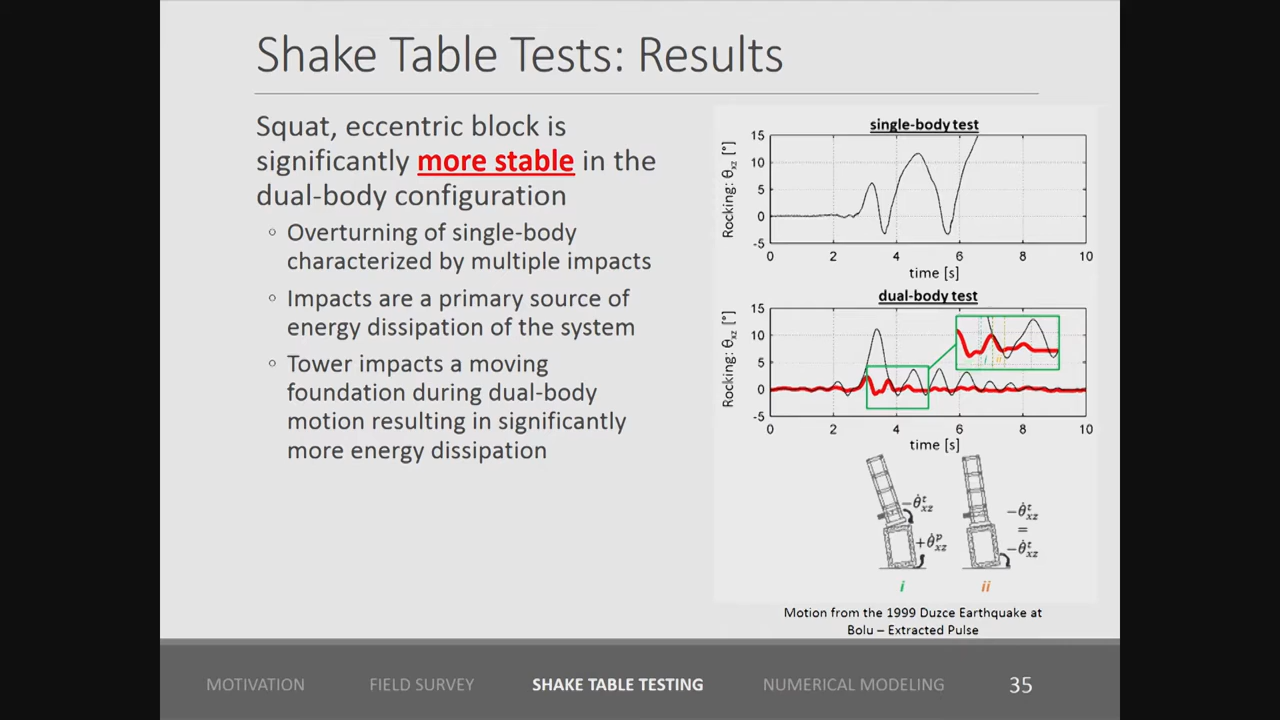 Shake Table Tests: Results
Squat, eccentric block is
significantly more stable in the
dual-body configuration
◦ Overturning of single-body
characterized by multiple impacts
◦ Impacts are a primary source of
energy dissipation of the system
◦ Tower impacts a moving
foundation during dual-body
motion resulting in significantly
more energy dissipation
single-body test
Rocking: θxz [°]
15
10
5
0
-5
0 2 4 6 8 10
time [s]
dual-body test
Rocking: θxz [°]
15
10
5
0
-5
i ii
0 2 4 6 8 10
time [s]
−θ̇ᵗxz
+θ̇ᵖxz
−θ̇ᵗxz
=
−θ̇ᵗxz
i ii
Motion from the 1999 Duzce Earthquake at
Bolu – Extracted Pulse
MOTIVATION FIELD SURVEY SHAKE TABLE TESTING NUMERICAL MODELING 35